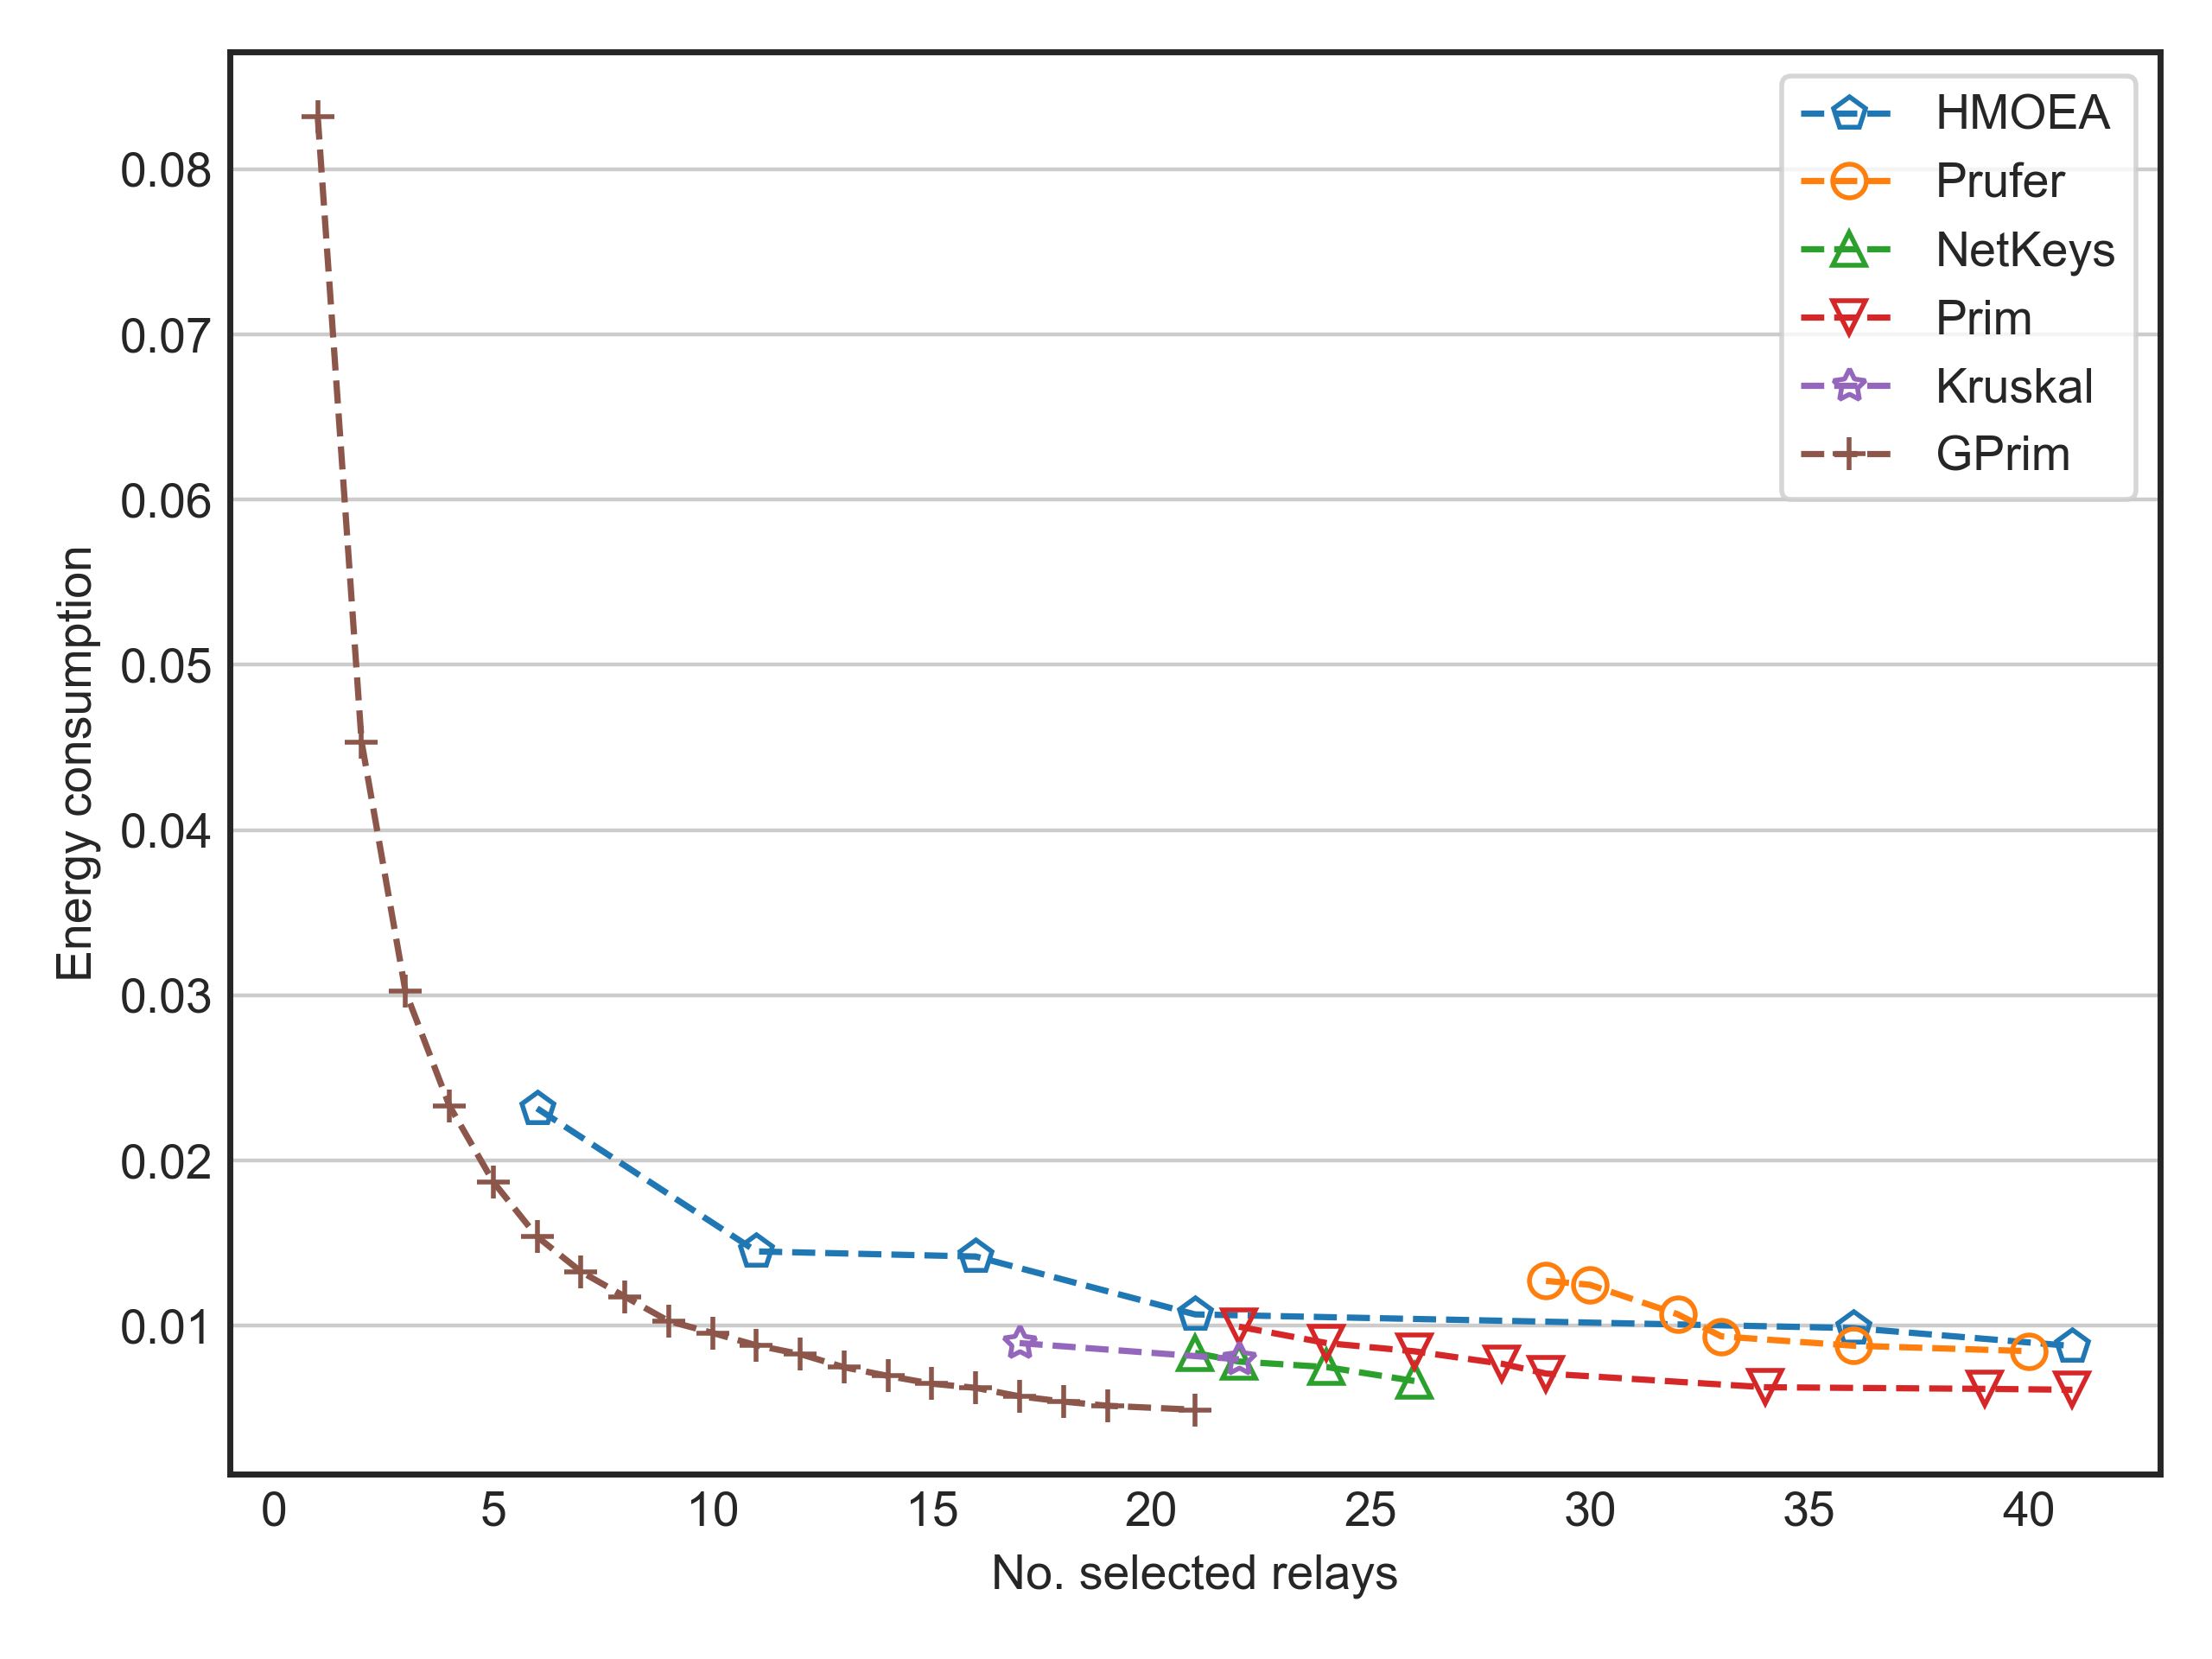 HMOEA
Prufer
NetKeys
Prim
Kruskal
GPrim
0.08
0.07
0.06
0.05
0.04
0.03
0.02
0.01
Energy consumption
0 5 10 15 20 25 30 35 40
No. selected relays